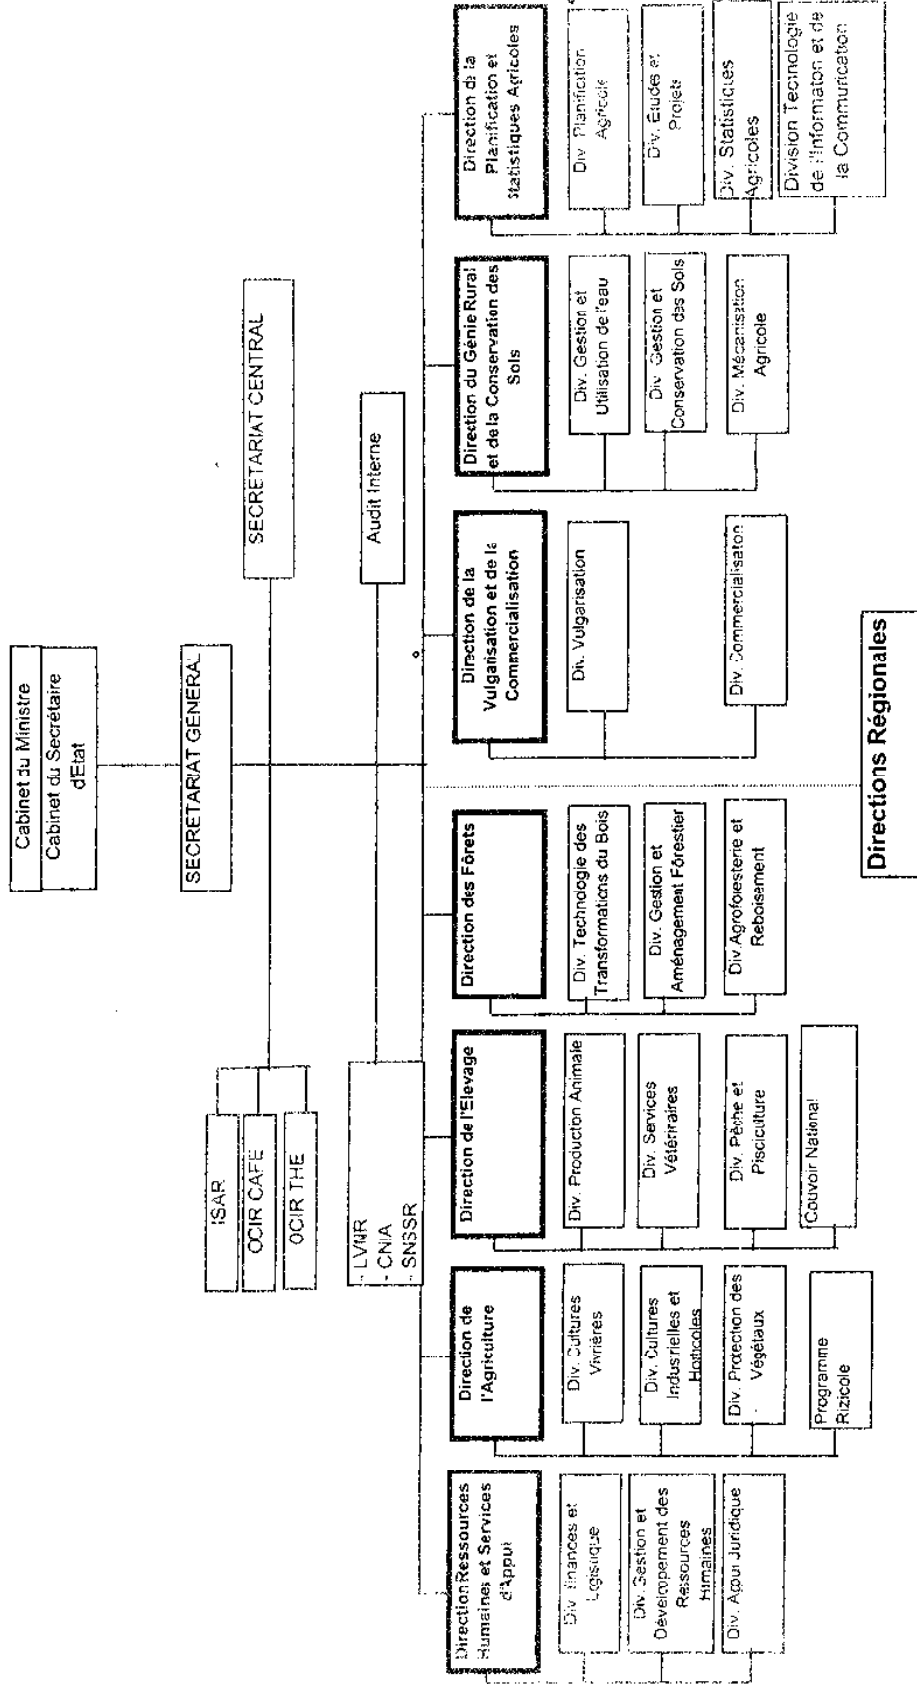 Cabinet du Ministre
Cabinet du Secrétaire
d'Etat
SECRETARIAT GENERAL
SECRETARIAT CENTRAL
ISAR
OCIR CAFE
OCIR THE
Audit Interne
- LVNR
- CNIA
- SNSSR
Direction Ressources
Humaines et Services
d'Appui
Div. Finances et
Logistique
Div. Gestion et
Développement des
Ressources
Humaines
Div. Appui Juridique
Direction de
l'Agriculture
Div. Cultures
Vivrières
Div. Cultures
Industrielles et
Horticoles
Div. Protection des
Végétaux
Programme
Rizicole
Direction de l'Elevage
Div. Production Animale
Div. Services
Vétérinaires
Div. Pêche et
Pisciculture
Couvoir National
Direction des Fôrets
Div. Technologie des
Transformations du Bois
Div. Gestion et
Aménagement Forestier
Div. Agroforesterie et
Reboisement
Direction de la
Vulgarisation et de la
Commercialisation
Div. Vulgarisation
Div. Commercialisaton
Direction du Génie Rural
et de la Conservation des
Sols
Div. Gestion et
Utilisation de l'eau
Div. Gestion et
Conservation des Sols
Div. Mécanisation
Agricole
Direction de la
Planification et
Statistiques Agricoles
Div. Planification
Agricole
Div. Etudes et
Projets
Div. Statistiques
Agricoles
Division Tecinologie
de l'Informaton et de
la Communication
Directions Régionales